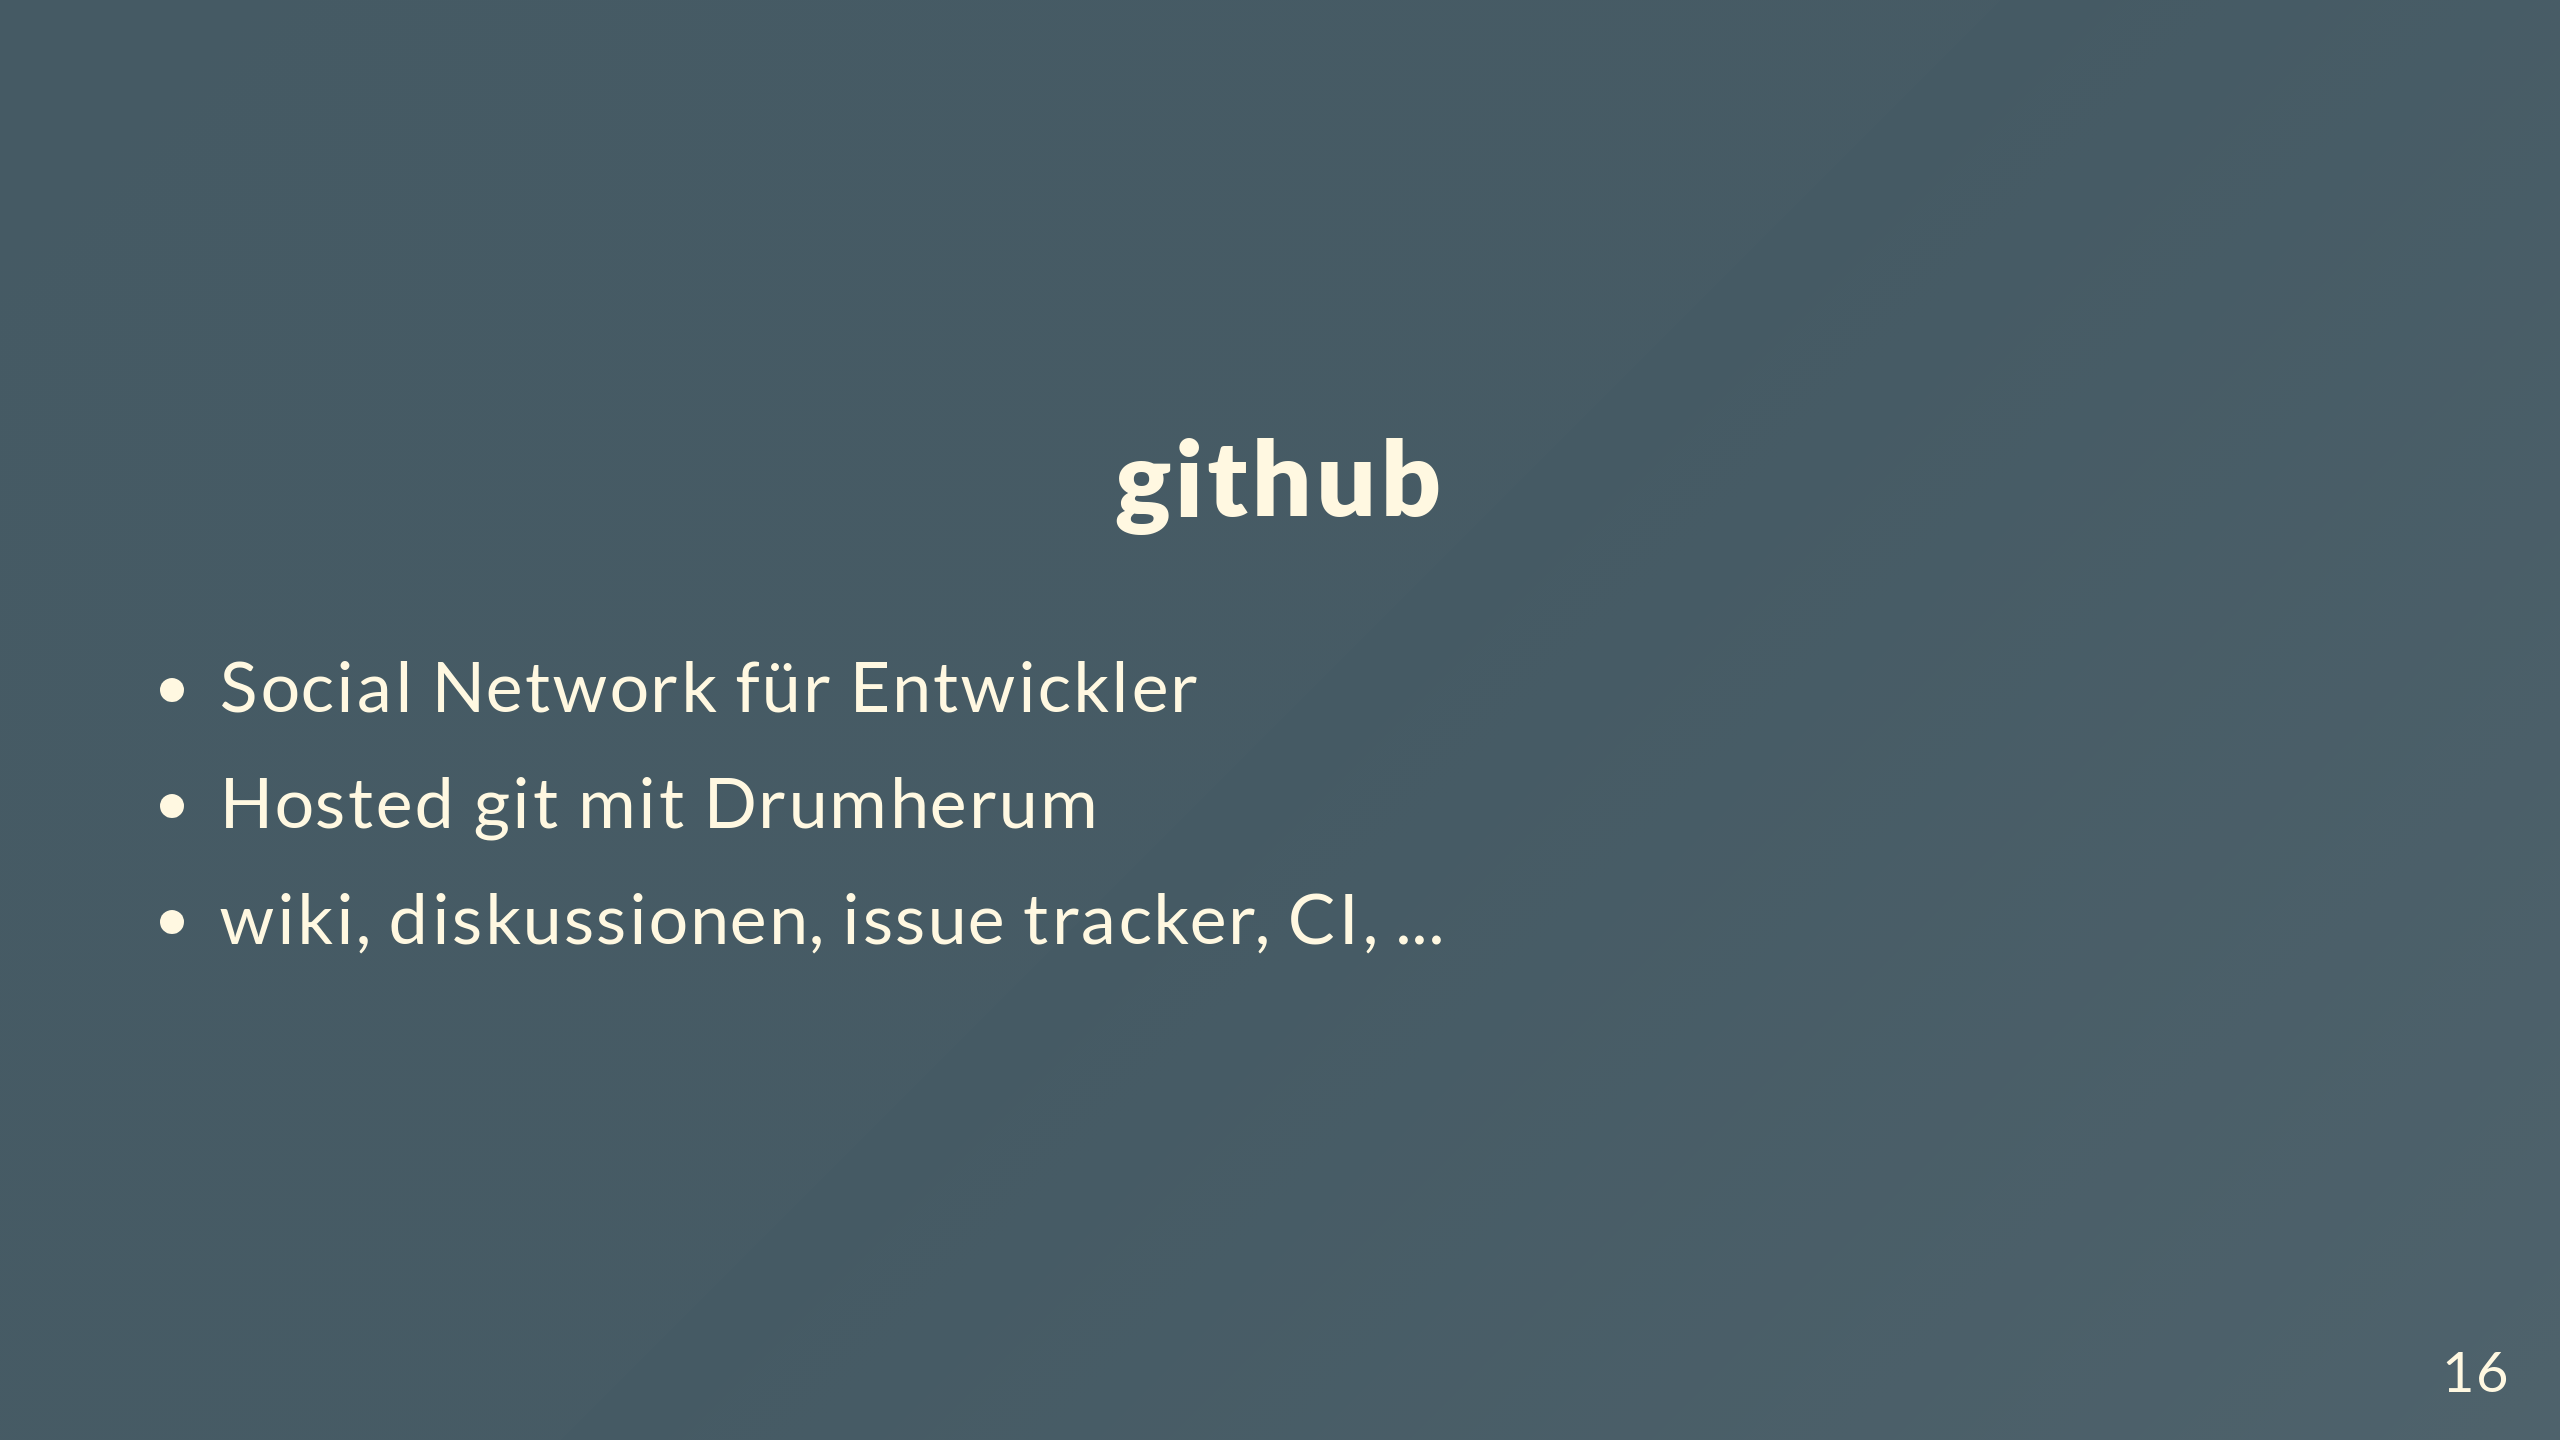 github
• Social Network für Entwickler
• Hosted git mit Drumherum
• wiki, diskussionen, issue tracker, CI, ...
16